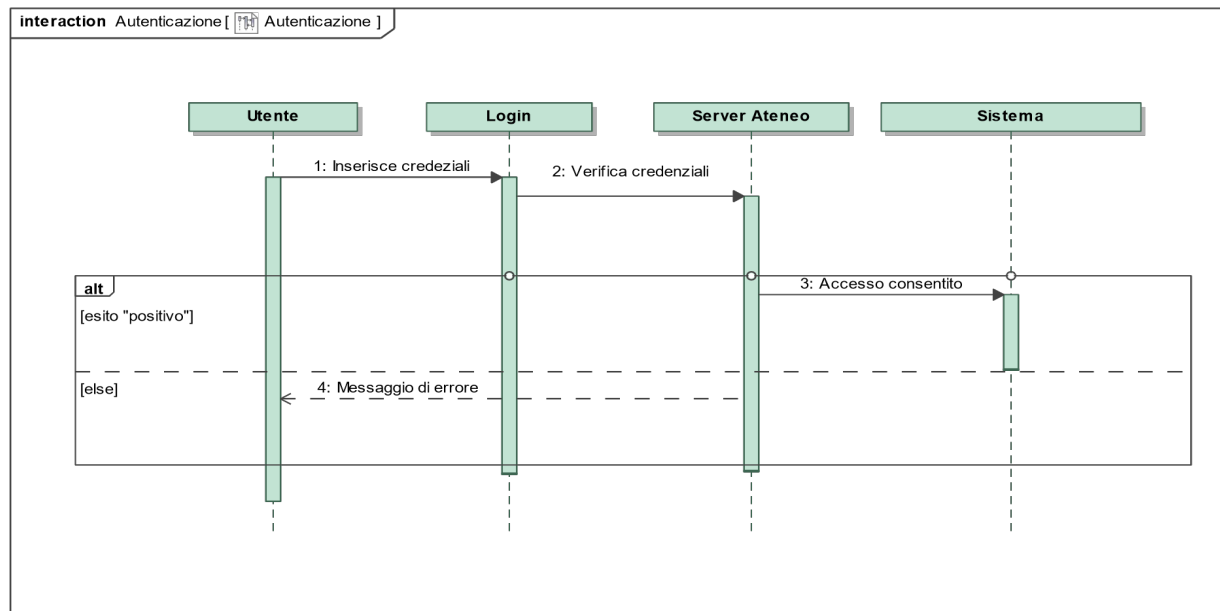 interaction Autenticazione [ Autenticazione ]
Utente
Login
Server Ateneo
Sistema
1: Inserisce credeziali
2: Verifica credenziali
alt
3: Accesso consentito
[esito "positivo"]
[else]
4: Messaggio di errore